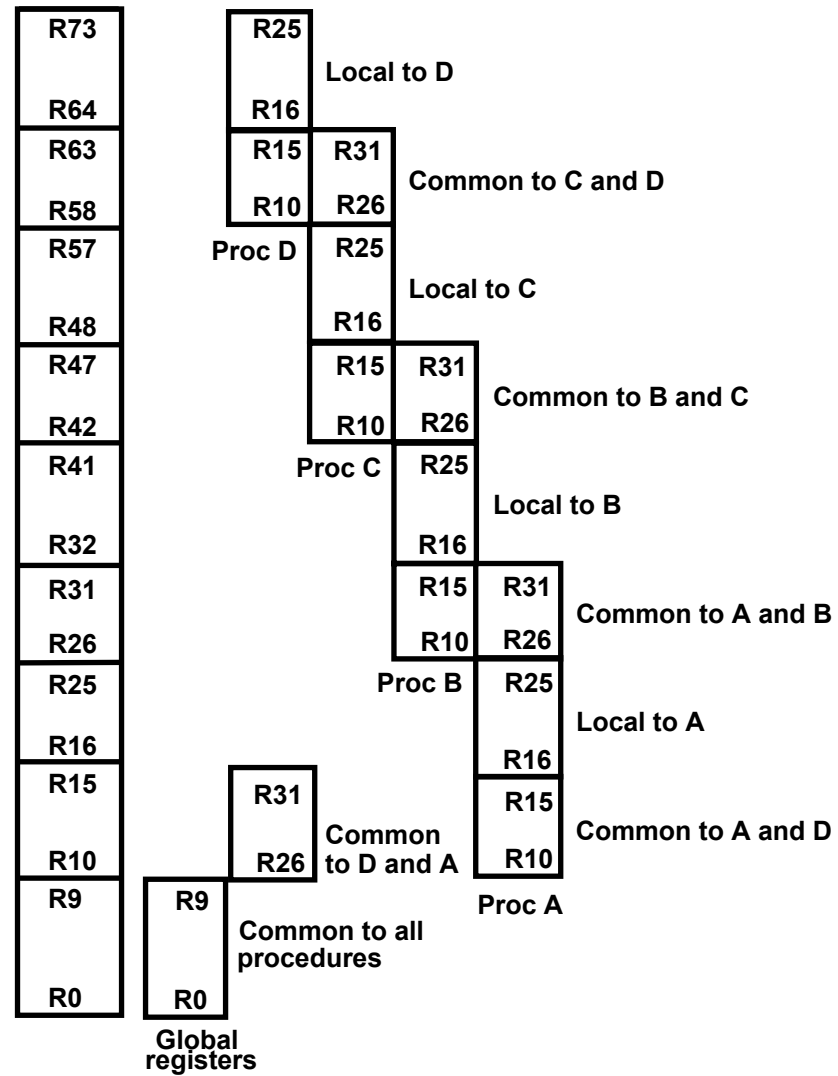 R73
R64
R63
R58
R57
R48
R47
R42
R41
R32
R31
R26
R25
R16
R15
R10
R9
R0
R25
R16
Local to D
R15
R10
Proc D
R31
R26
Common to C and D
R25
R16
Local to C
R15
R10
Proc C
R31
R26
Common to B and C
R25
R16
Local to B
R15
R10
Proc B
R31
R26
Common to A and B
R25
R16
Local to A
R15
R10
Common to A and D
Proc A
R31
R26
Common
to D and A
R9
R0
Common to all
procedures
Global
registers